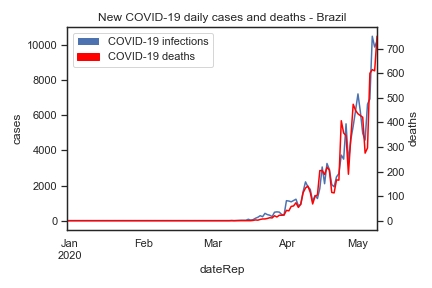 New COVID-19 daily cases and deaths - Brazil
COVID-19 infections
COVID-19 deaths
10000
8000
6000
4000
2000
0
cases
700
600
500
400
300
200
100
0
deaths
Jan Feb Mar Apr May
2020
dateRep